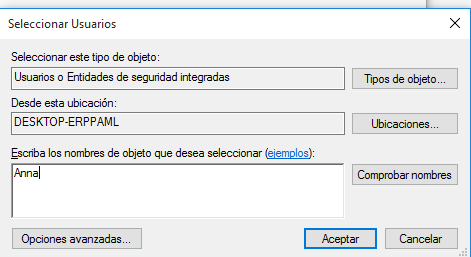 Seleccionar Usuarios
Seleccionar este tipo de objeto:
Usuarios o Entidades de seguridad integradas
Tipos de objeto...
Desde esta ubicación:
DESKTOP-ERPPAML
Ubicaciones...
Escriba los nombres de objeto que desea seleccionar (ejemplos):
Anna
Comprobar nombres
Opciones avanzadas...
Aceptar
Cancelar